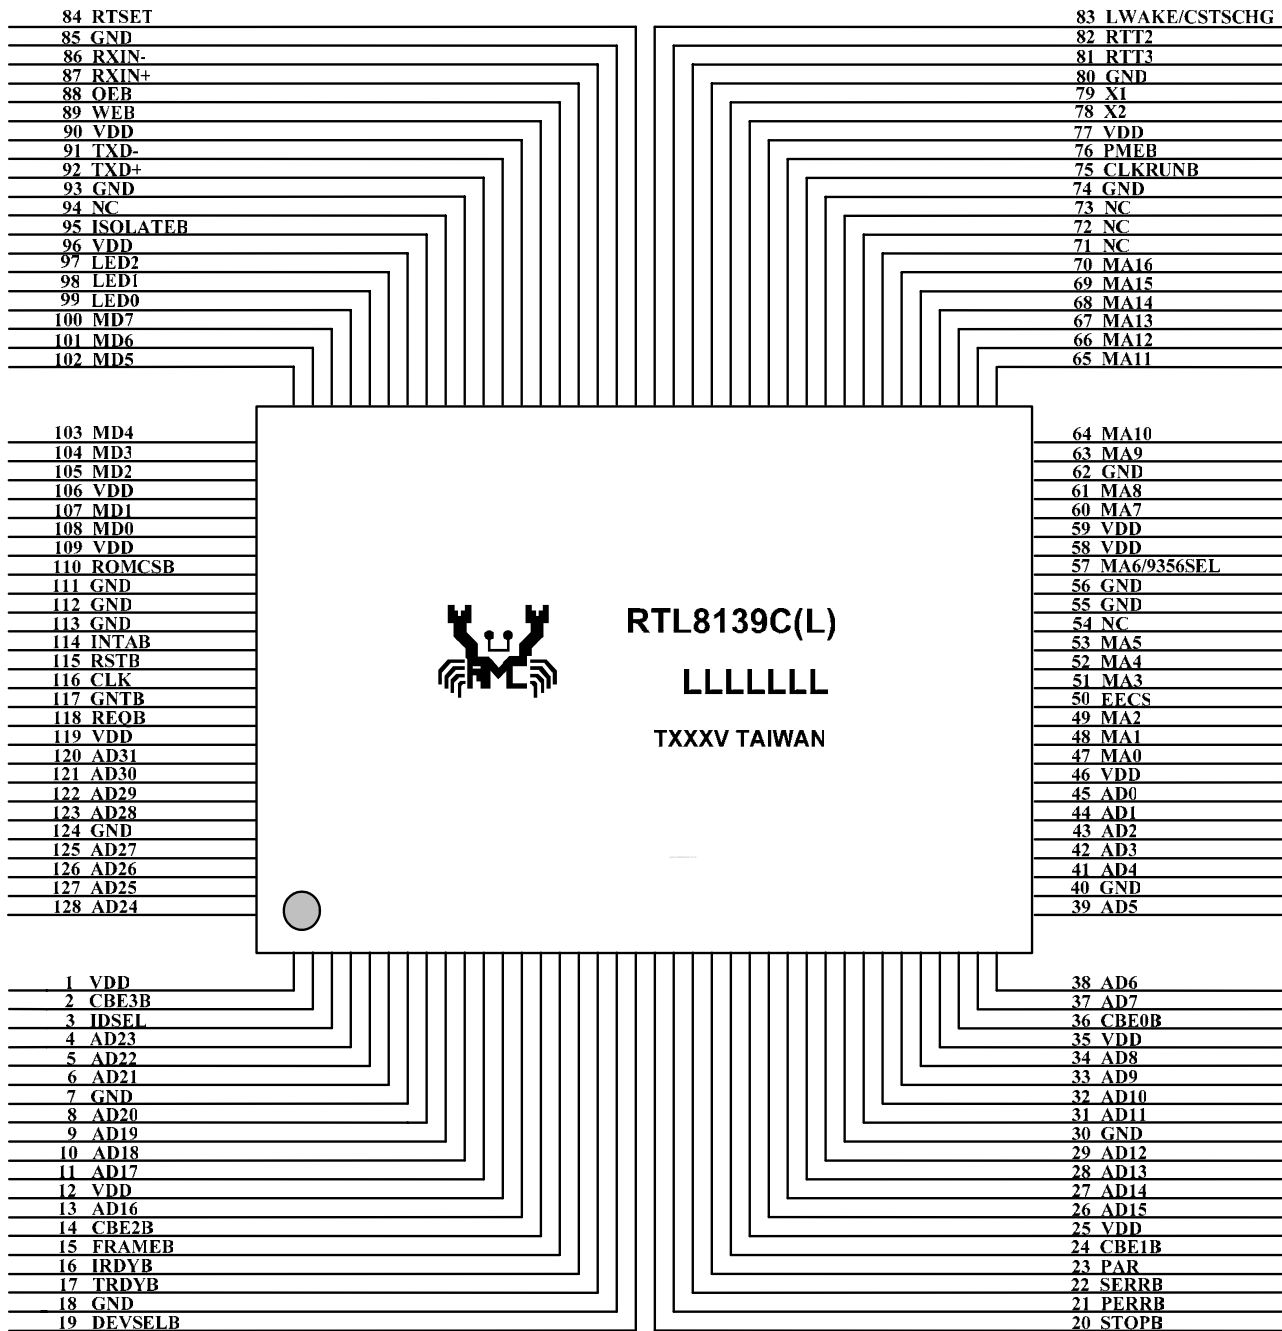 84 RTSET
85 GND
86 RXIN-
87 RXIN+
88 OEB
89 WEB
90 VDD
91 TXD-
92 TXD+
93 GND
94 NC
95 ISOLATEB
96 VDD
97 LED2
98 LED1
99 LED0
100 MD7
101 MD6
102 MD5
83 LWAKE/CSTSCHG
82 RTT2
81 RTT3
80 GND
79 X1
78 X2
77 VDD
76 PMEB
75 CLKRUNB
74 GND
73 NC
72 NC
71 NC
70 MA16
69 MA15
68 MA14
67 MA13
66 MA12
65 MA11
103 MD4
104 MD3
105 MD2
106 VDD
107 MD1
108 MD0
109 VDD
110 ROMCSB
111 GND
112 GND
113 GND
114 INTAB
115 RSTB
116 CLK
117 GNTB
118 REQB
119 VDD
120 AD31
121 AD30
122 AD29
123 AD28
124 GND
125 AD27
126 AD26
127 AD25
128 AD24
RTL8139C(L)
LLLLLLL
TXXXV TAIWAN
64 MA10
63 MA9
62 GND
61 MA8
60 MA7
59 VDD
58 VDD
57 MA6/9356SEL
56 GND
55 GND
54 NC
53 MA5
52 MA4
51 MA3
50 EECS
49 MA2
48 MA1
47 MA0
46 VDD
45 AD0
44 AD1
43 AD2
42 AD3
41 AD4
40 GND
39 AD5
1 VDD
2 CBE3B
3 IDSEL
4 AD23
5 AD22
6 AD21
7 GND
8 AD20
9 AD19
10 AD18
11 AD17
12 VDD
13 AD16
14 CBE2B
15 FRAMEB
16 IRDYB
17 TRDYB
18 GND
19 DEVSELB
38 AD6
37 AD7
36 CBE0B
35 VDD
34 AD8
33 AD9
32 AD10
31 AD11
30 GND
29 AD12
28 AD13
27 AD14
26 AD15
25 VDD
24 CBE1B
23 PAR
22 SERRB
21 PERRB
20 STOPB